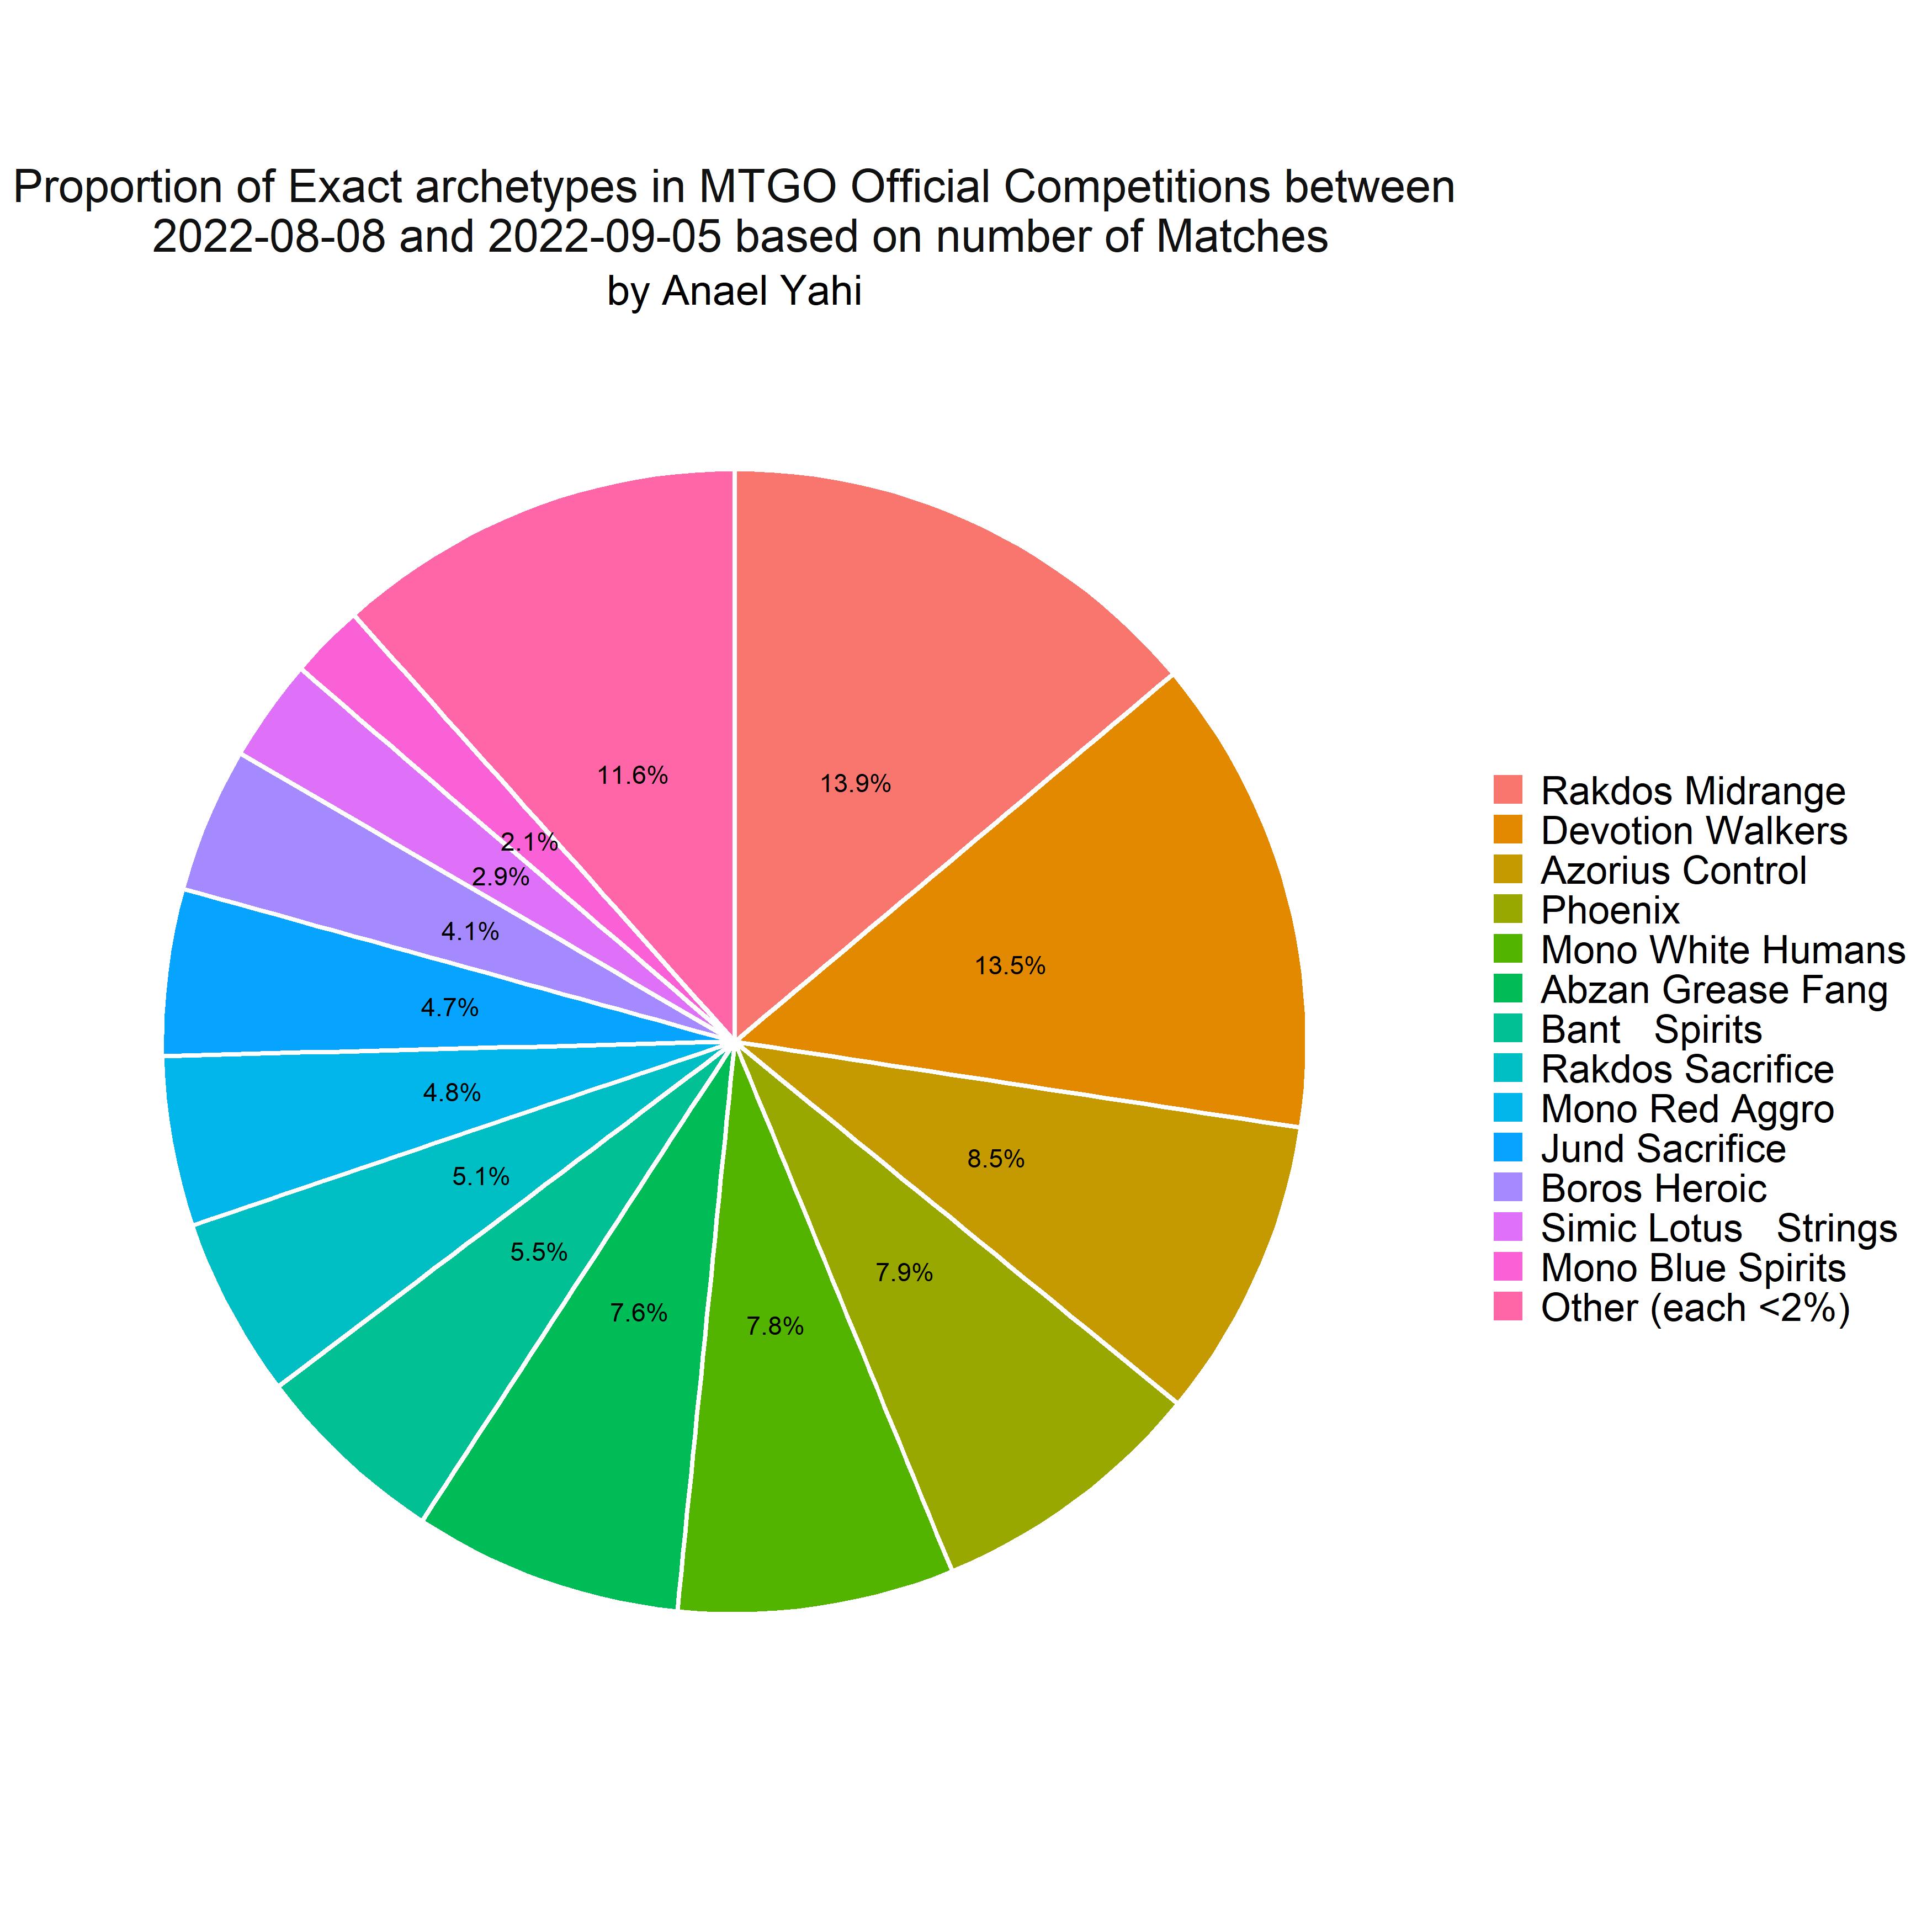 Proportion of Exact archetypes in MTGO Official Competitions between
2022-08-08 and 2022-09-05 based on number of Matches
by Anael Yahi
11.6%
13.9%
2.1%
2.9%
4.1%
13.5%
4.7%
4.8%
8.5%
5.1%
5.5%
7.9%
7.6%
7.8%
Rakdos Midrange
Devotion Walkers
Azorius Control
Phoenix
Mono White Humans
Abzan Grease Fang
Bant   Spirits
Rakdos Sacrifice
Mono Red Aggro
Jund Sacrifice
Boros Heroic
Simic Lotus   Strings
Mono Blue Spirits
Other (each <2%)